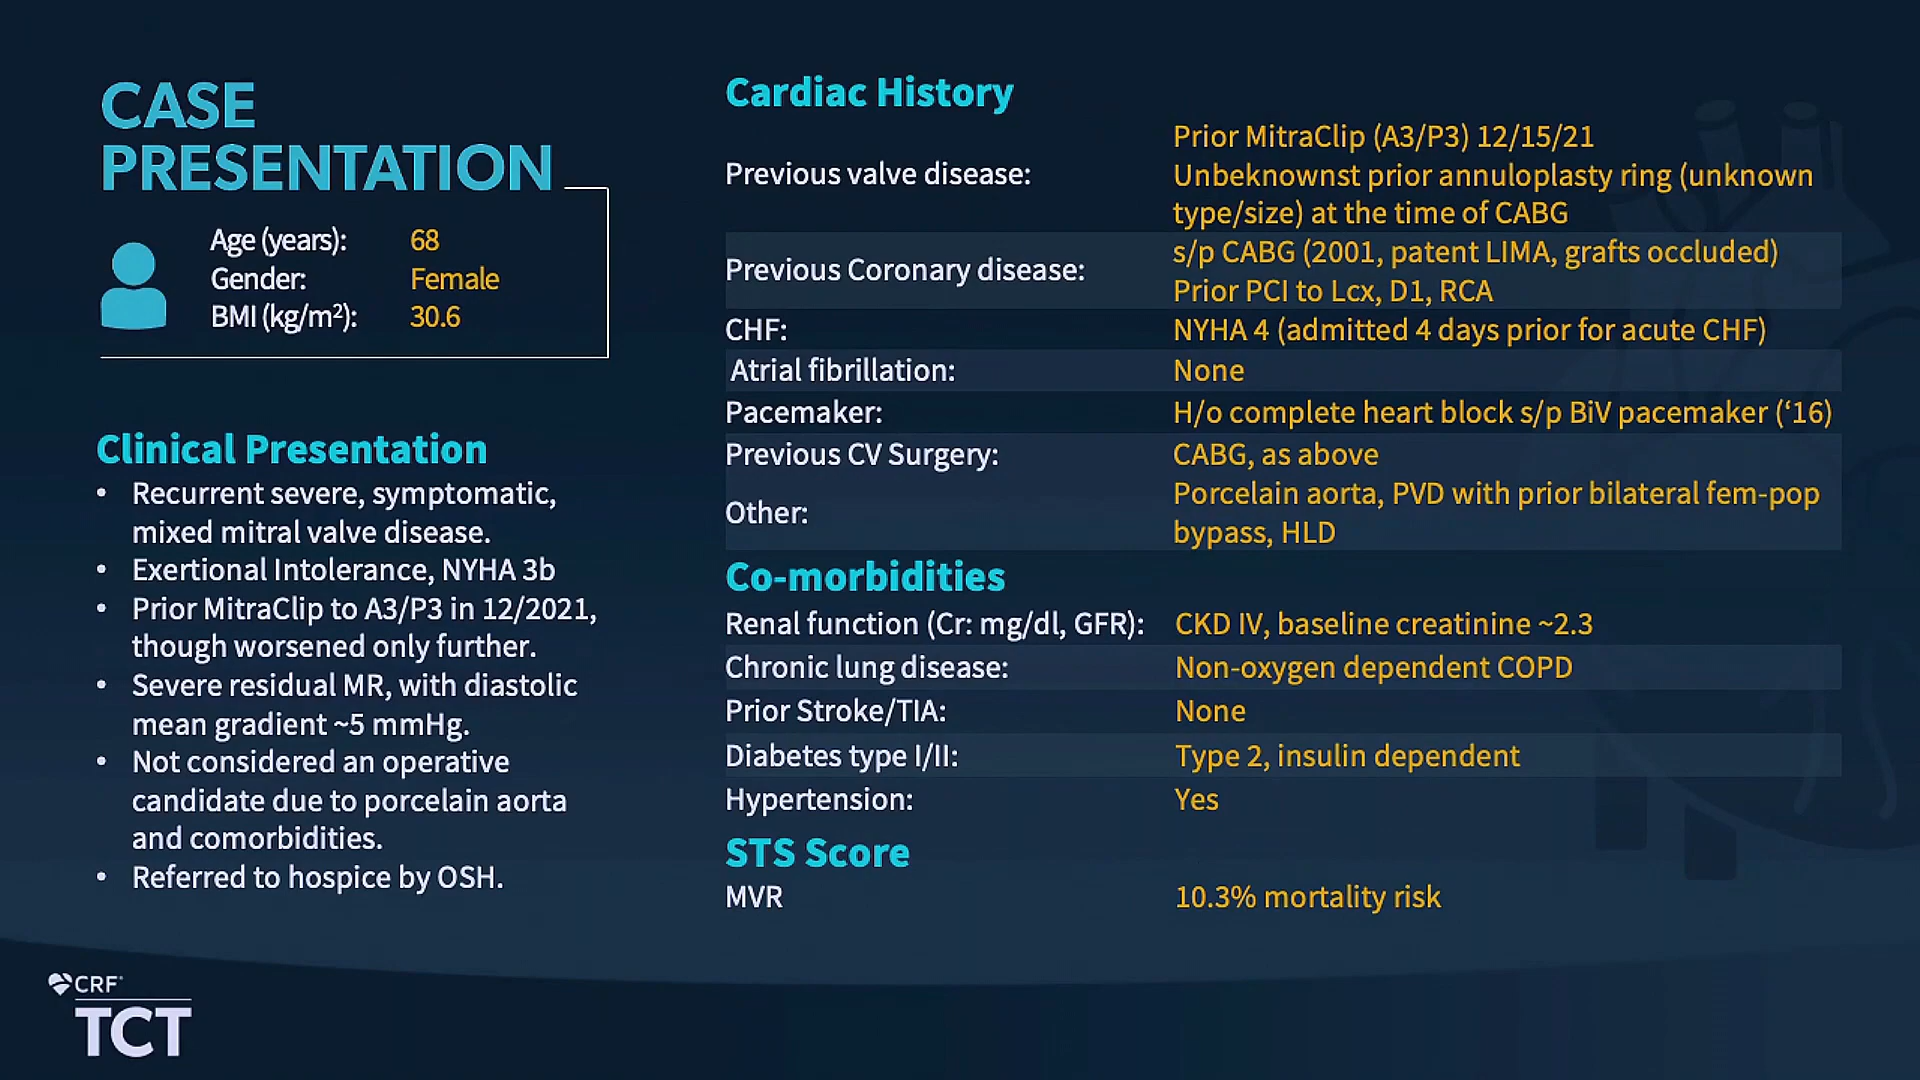 CASE
PRESENTATION
Age (years): 68
Gender: Female
BMI (kg/m²): 30.6
Clinical Presentation
• Recurrent severe, symptomatic,
mixed mitral valve disease.
• Exertional Intolerance, NYHA 3b
• Prior MitraClip to A3/P3 in 12/2021,
though worsened only further.
• Severe residual MR, with diastolic
mean gradient ~5 mmHg.
• Not considered an operative
candidate due to porcelain aorta
and comorbidities.
• Referred to hospice by OSH.
Cardiac History
Previous valve disease:
Prior MitraClip (A3/P3) 12/15/21
Unbeknownst prior annuloplasty ring (unknown
type/size) at the time of CABG
Previous Coronary disease:
s/p CABG (2001, patent LIMA, grafts occluded)
Prior PCI to Lcx, D1, RCA
CHF: NYHA 4 (admitted 4 days prior for acute CHF)
Atrial fibrillation: None
Pacemaker: H/o complete heart block s/p BiV pacemaker (‘16)
Previous CV Surgery: CABG, as above
Other:
Porcelain aorta, PVD with prior bilateral fem-pop
bypass, HLD
Co-morbidities
Renal function (Cr: mg/dl, GFR): CKD IV, baseline creatinine ~2.3
Chronic lung disease: Non-oxygen dependent COPD
Prior Stroke/TIA: None
Diabetes type I/II: Type 2, insulin dependent
Hypertension: Yes
STS Score
MVR 10.3% mortality risk
CRF®
TCT